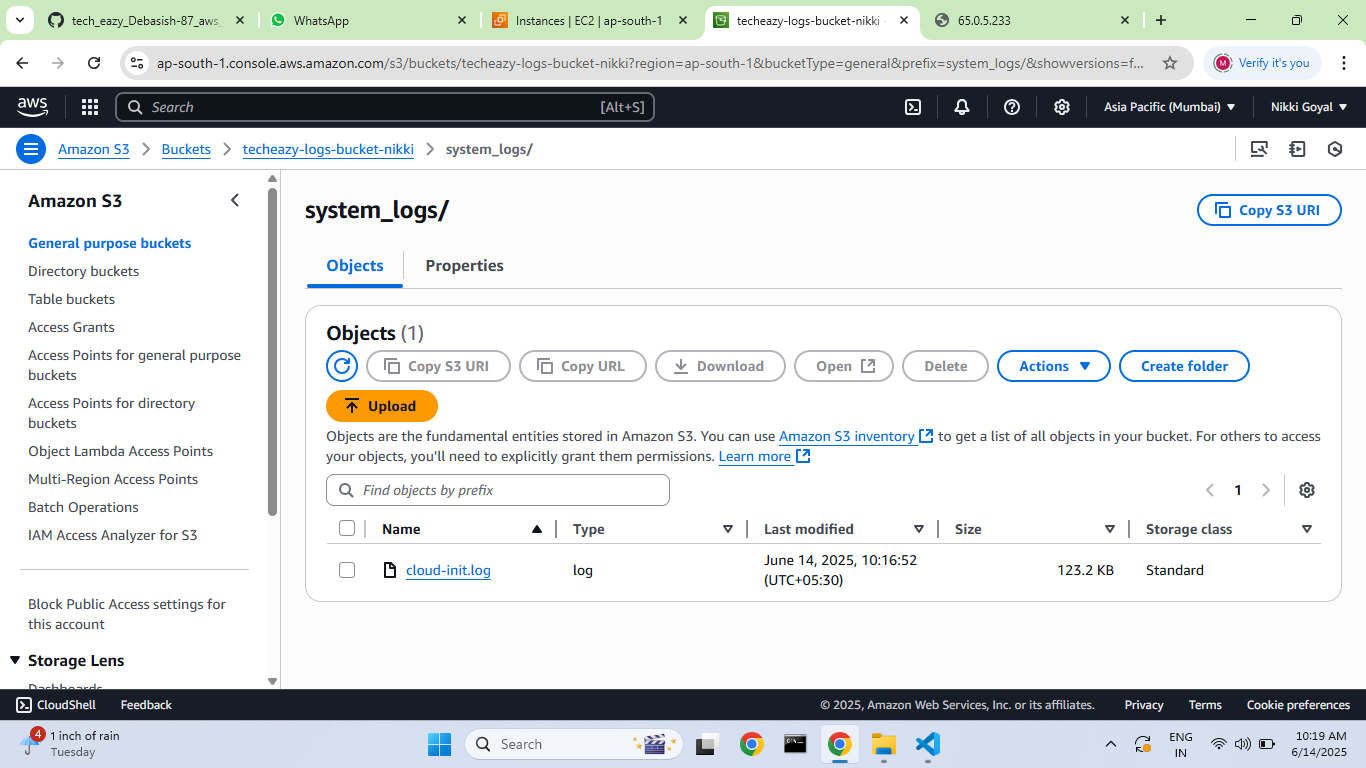 tech_eazy_Debasish-87_aws_
WhatsApp
Instances | EC2 | ap-south-1
techeazy-logs-bucket-nikki -
65.0.5.233
ap-south-1.console.aws.amazon.com/s3/buckets/techeazy-logs-bucket-nikki?region=ap-south-1&bucketType=general&prefix=system_logs/&showversions=f...
M
Verify it's you
aws
Search
[Alt+S]
Asia Pacific (Mumbai)
Nikki Goyal
Amazon S3
Buckets
techeazy-logs-bucket-nikki
system_logs/
Amazon S3
General purpose buckets
Directory buckets
Table buckets
Access Grants
Access Points for general purpose
buckets
Access Points for directory
buckets
Object Lambda Access Points
Multi-Region Access Points
Batch Operations
IAM Access Analyzer for S3
Block Public Access settings for
this account
Storage Lens
Dashboards
system_logs/
Copy S3 URI
Objects
Properties
Objects (1)
Copy S3 URI
Copy URL
Download
Open
Delete
Actions
Create folder
Upload
Objects are the fundamental entities stored in Amazon S3. You can use Amazon S3 inventory to get a list of all objects in your bucket. For others to access
your objects, you'll need to explicitly grant them permissions. Learn more
Find objects by prefix
1
Name
Type
Last modified
Size
Storage class
cloud-init.log
log
June 14, 2025, 10:16:52
(UTC+05:30)
123.2 KB
Standard
CloudShell
Feedback
© 2025, Amazon Web Services, Inc. or its affiliates.
Privacy
Terms
Cookie preferences
4
1 inch of rain
Tuesday
Search
ENG
IN
10:19 AM
6/14/2025